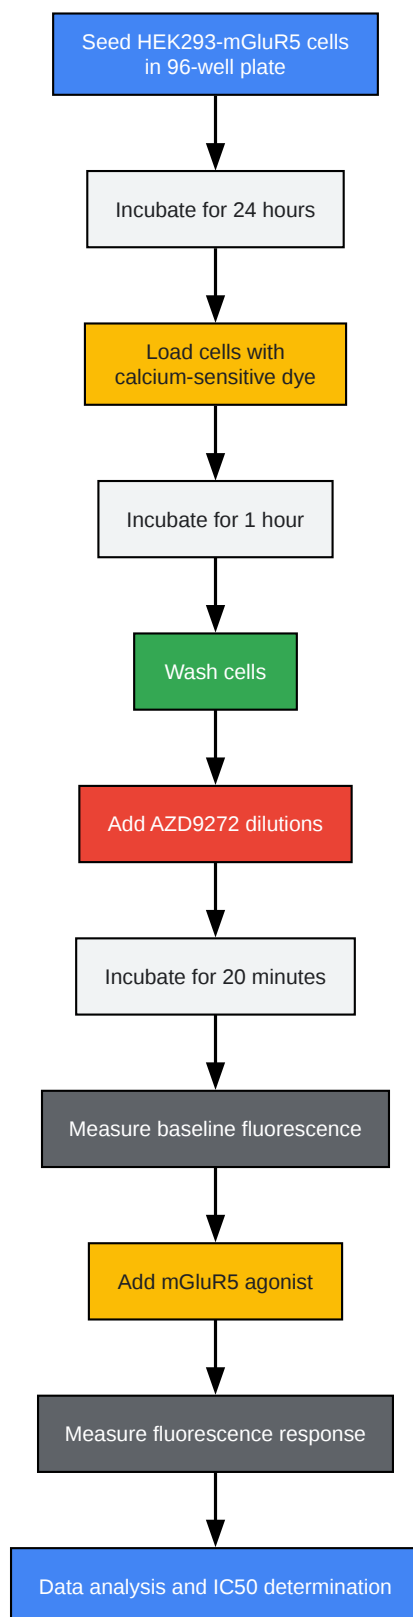 Seed HEK293-mGluR5 cells
in 96-well plate
Incubate for 24 hours
Load cells with
calcium-sensitive dye
Incubate for 1 hour
Wash cells
Add AZD9272 dilutions
Incubate for 20 minutes
Measure baseline fluorescence
Add mGluR5 agonist
Measure fluorescence response
Data analysis and IC50 determination